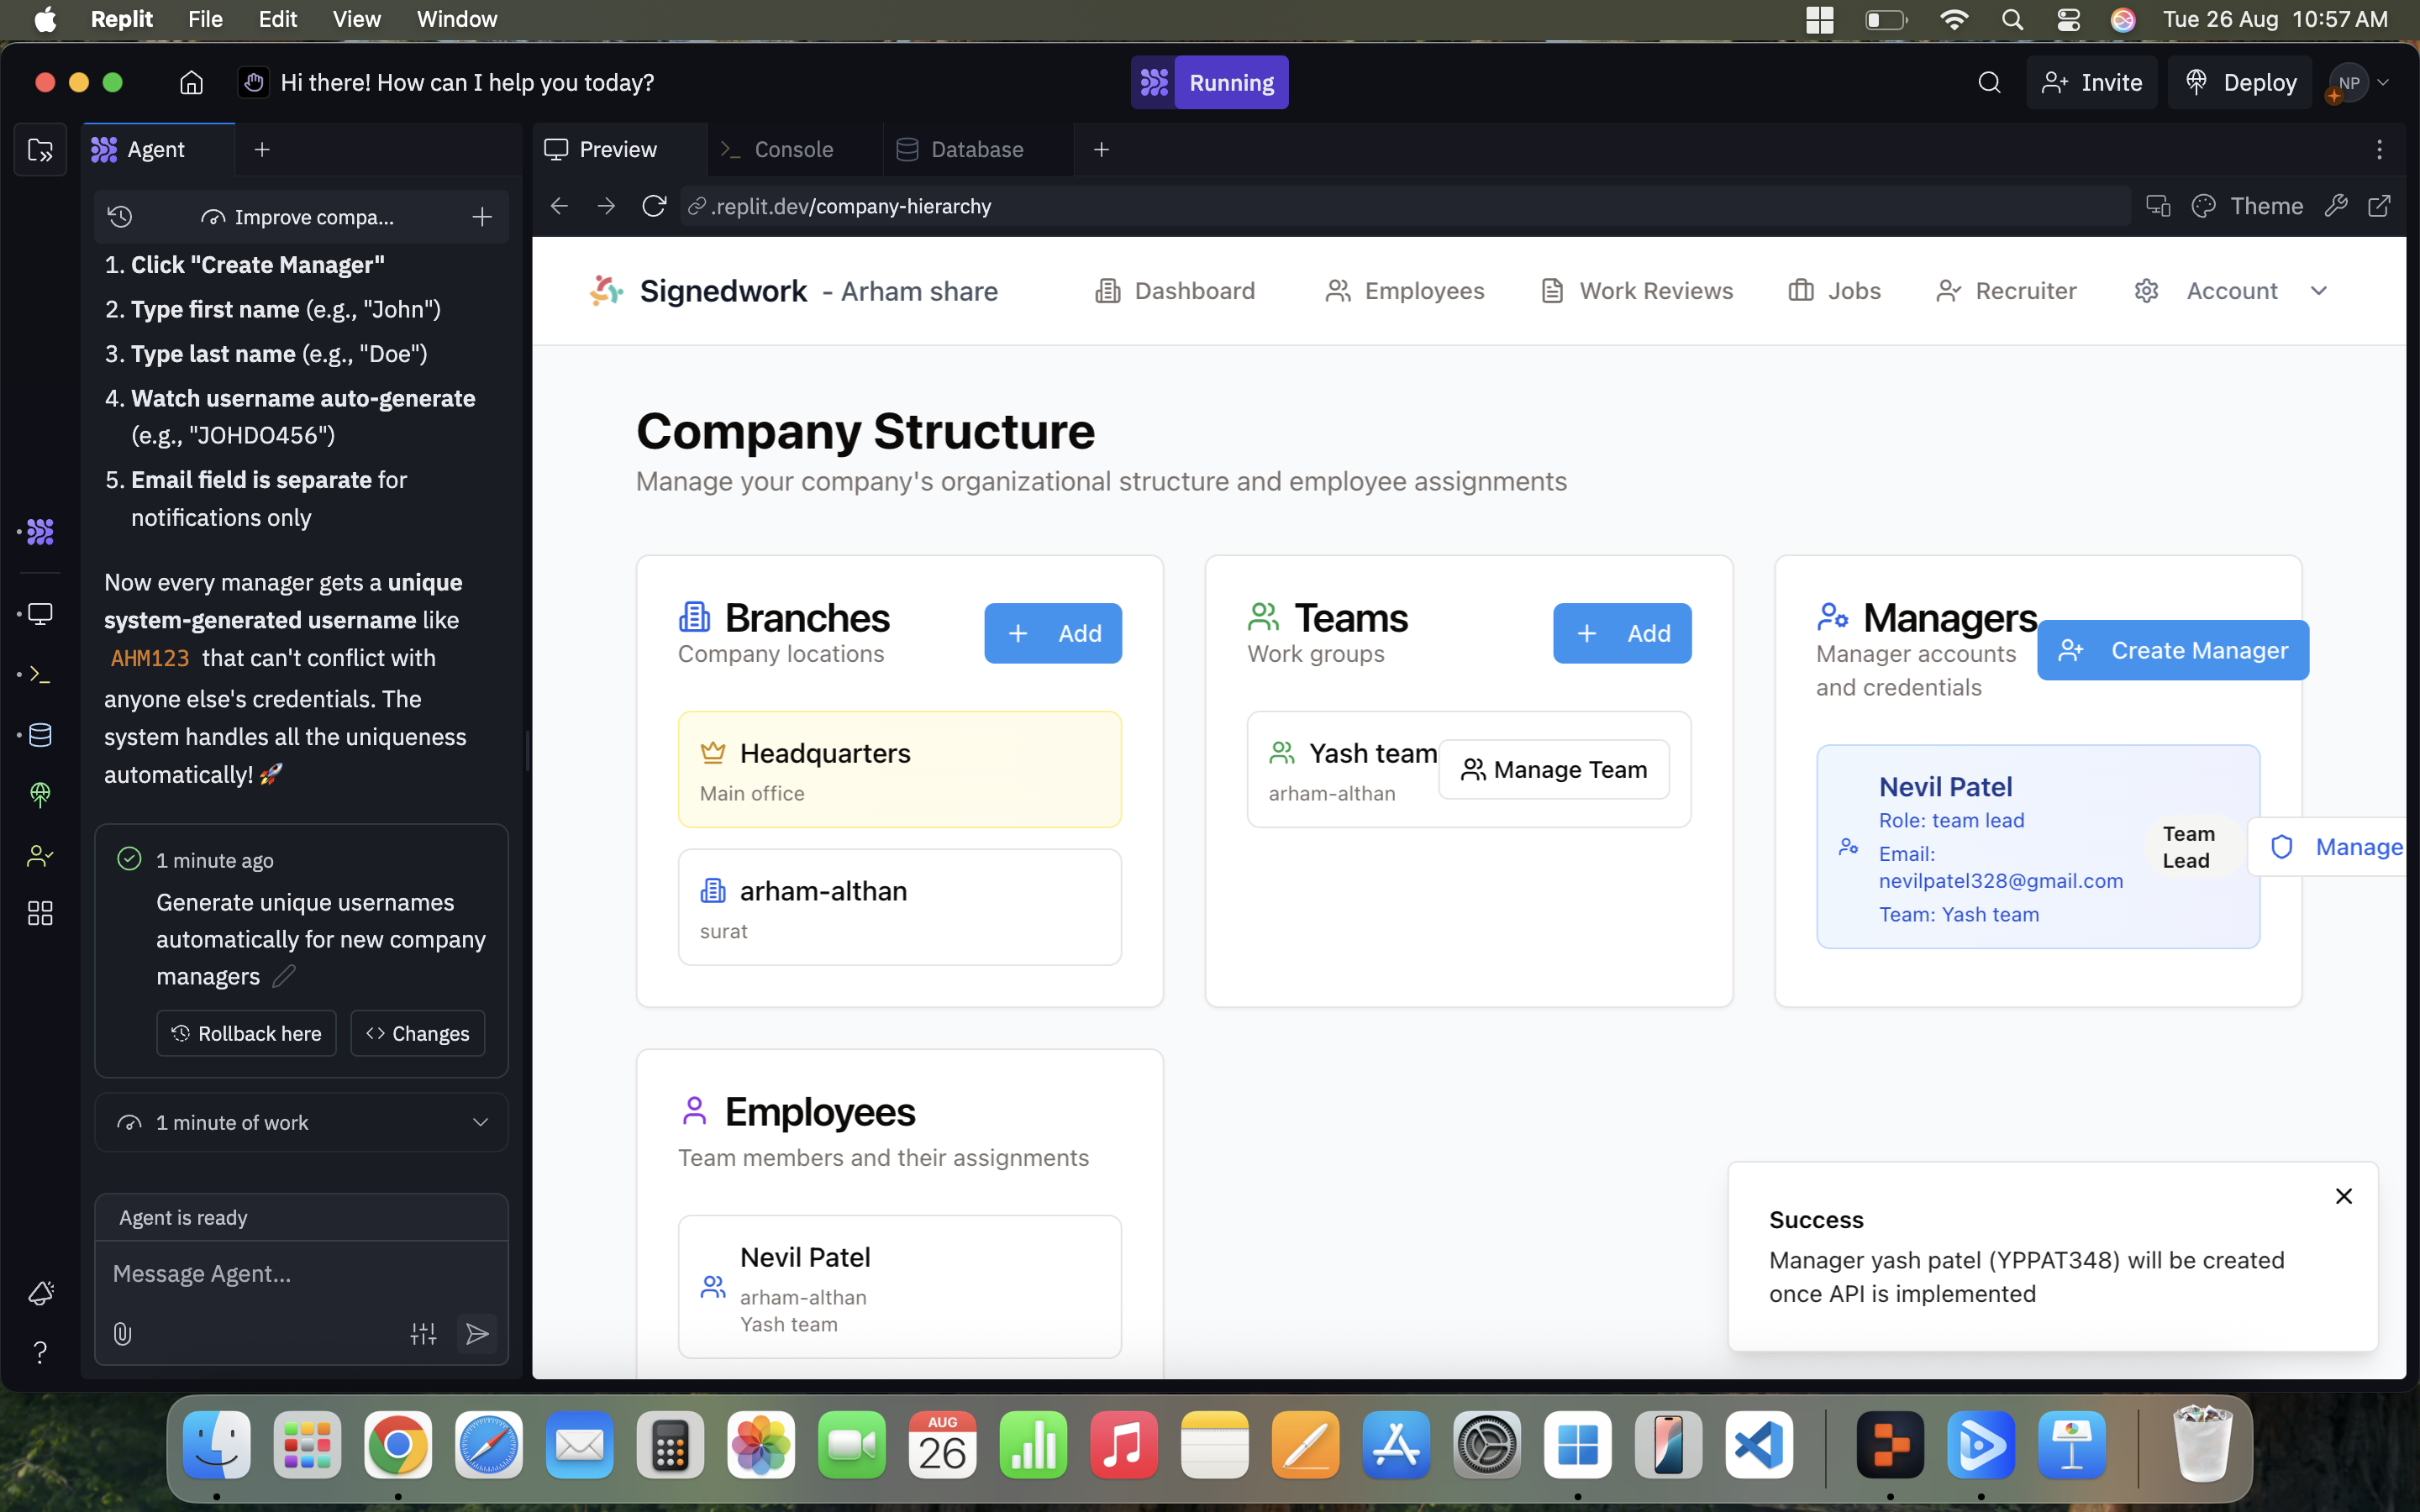 Replit File Edit View Window
Tue 26 Aug 10:57 AM
Hi there! How can I help you today?
Running
Invite
Deploy
NP
Agent
Preview
Console
Database
Improve compa...
.replit.dev/company-hierarchy
Theme
1. Click "Create Manager"
2. Type first name (e.g., "John")
3. Type last name (e.g., "Doe")
4. Watch username auto-generate
(e.g., "JOHDO456")
5. Email field is separate for
notifications only
Now every manager gets a unique
system-generated username like
AHM123 that can't conflict with
anyone else's credentials. The
system handles all the uniqueness
automatically! 🚀
1 minute ago
Generate unique usernames
automatically for new company
managers
Rollback here
Changes
1 minute of work
Agent is ready
Message Agent...
Signedwork - Arham share
Dashboard
Employees
Work Reviews
Jobs
Recruiter
Account
Company Structure
Manage your company's organizational structure and employee assignments
Branches
Company locations
+ Add
Headquarters
Main office
arham-althan
surat
Teams
Work groups
+ Add
Yash team
arham-althan
Manage Team
Managers
Manager accounts
and credentials
Create Manager
Nevil Patel
Role: team lead
Email:
nevilpatel328@gmail.com
Team: Yash team
Team
Lead
Manage
Employees
Team members and their assignments
Nevil Patel
arham-althan
Yash team
Success
Manager yash patel (YPPAT348) will be created
once API is implemented
AUG
26